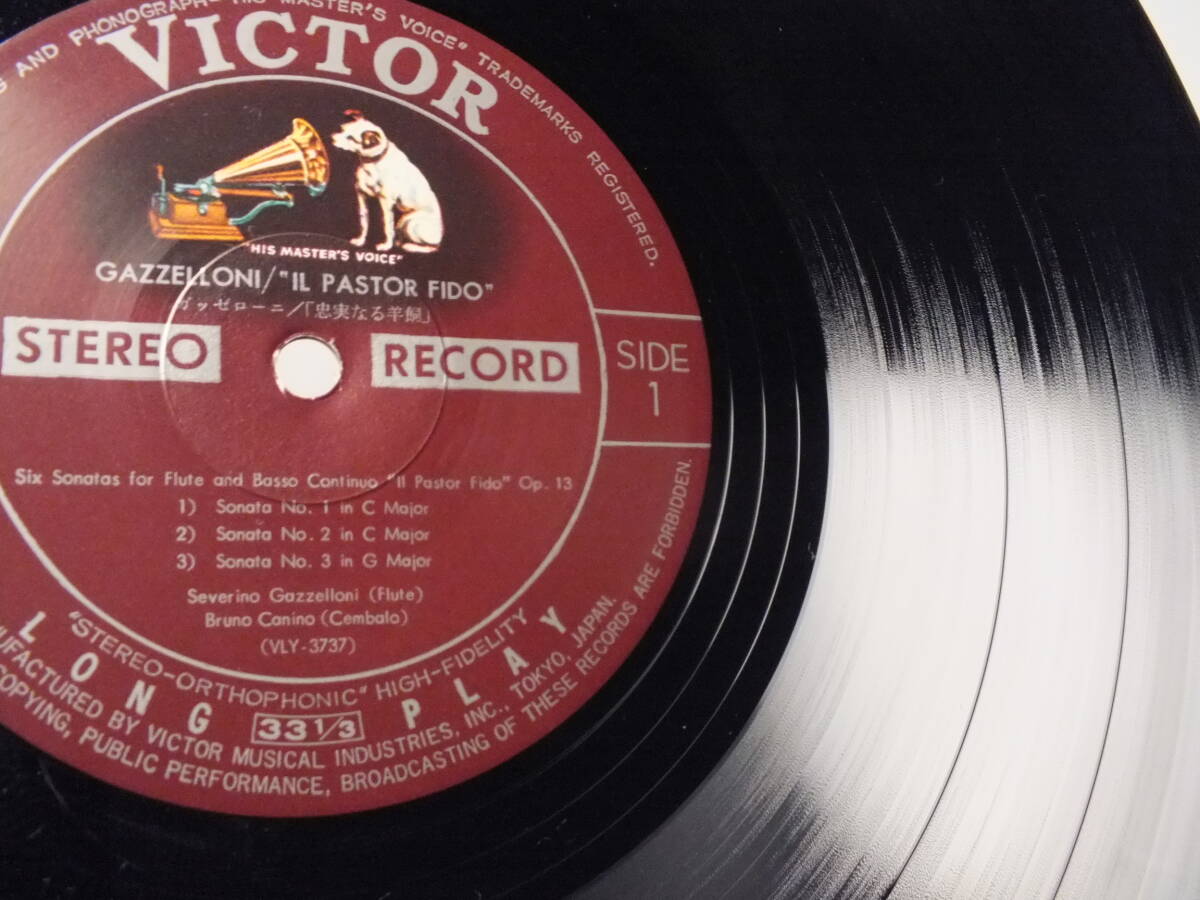 AND PHONOGRAPH "HIS MASTER'S VOICE" TRADEMARKS REGISTERED.
VICTOR
"HIS MASTER'S VOICE"
GAZZELLONI/"IL PASTOR FIDO"
ガッゼローニ/「忠実なる羊飼」
STEREO RECORD
SIDE
1
Six Sonatas for Flute and Basso Continuo "Il Pastor Fido" Op. 13
1) Sonata No. 1 in C Major
2) Sonata No. 2 in C Major
3) Sonata No. 3 in G Major
Severino Gazzelloni (Flute)
Bruno Canino (Cembalo)
(VLY-3737)
"STEREO-ORTHOPHONIC" HIGH-FIDELITY
LONG 33 1/3 PLAY
UFACTURED BY VICTOR MUSICAL INDUSTRIES, INC., TOKYO, JAPAN.
COPYING, PUBLIC PERFORMANCE, BROADCASTING OF THESE RECORDS ARE FORBIDDEN.